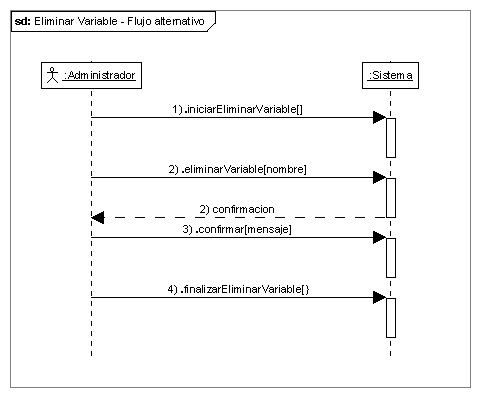 sd: Eliminar Variable - Flujo alternativo
:Administrador
:Sistema
1) .iniciarEliminarVariable[]
2) .eliminarVariable[nombre]
2) confirmacion
3) .confirmar[mensaje]
4) .finalizarEliminarVariable[}